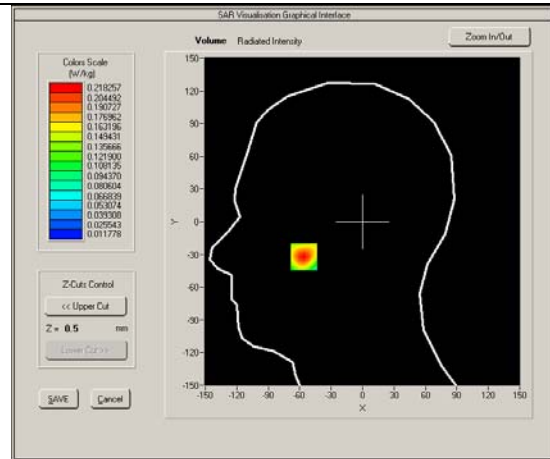 SAR Visualisation Graphical Interface
Volume Radiated Intensity
Zoom In/Out
Colors Scale
(W/kg)
0.218257
0.204492
0.190727
0.176962
0.163196
0.149431
0.135666
0.121900
0.108135
0.094370
0.080604
0.066839
0.053074
0.039308
0.025543
0.011778
Z-Cuts Control
<< Upper Cut
Z = 0.5 mm
Lower Cut >>
SAVE Cancel
150
120
90
60
30
0
-30
-60
-90
-120
-150
Y
-150 -120 -90 -60 -30 0 30 60 90 120 150
X